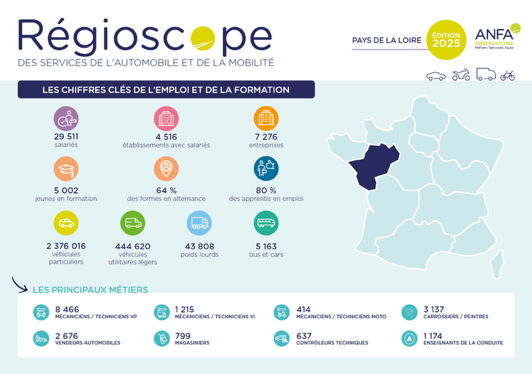 Régioscope
DES SERVICES DE L'AUTOMOBILE ET DE LA MOBILITÉ
PAYS DE LA LOIRE
ÉDITION
2025
ANFA
OBSERVATOIRE
Métiers Services Auto
LES CHIFFRES CLÉS DE L'EMPLOI ET DE LA FORMATION
29 511
salariés
4 516
établissements avec salariés
7 276
entreprises
5 002
jeunes en formation
64 %
des formés en alternance
80 %
des apprentis en emploi
2 376 016
véhicules
particuliers
444 620
véhicules
utilitaires légers
43 808
poids lourds
5 163
bus et cars
LES PRINCIPAUX MÉTIERS
8 466
MÉCANICIENS / TECHNICIENS VP
1 215
MÉCANICIENS / TECHNICIENS VI
414
MÉCANICIENS / TECHNICIENS MOTO
3 137
CARROSSIERS / PEINTRES
2 676
VENDEURS AUTOMOBILES
799
MAGASINIERS
637
CONTRÔLEURS TECHNIQUES
A
1 174
ENSEIGNANTS DE LA CONDUITE